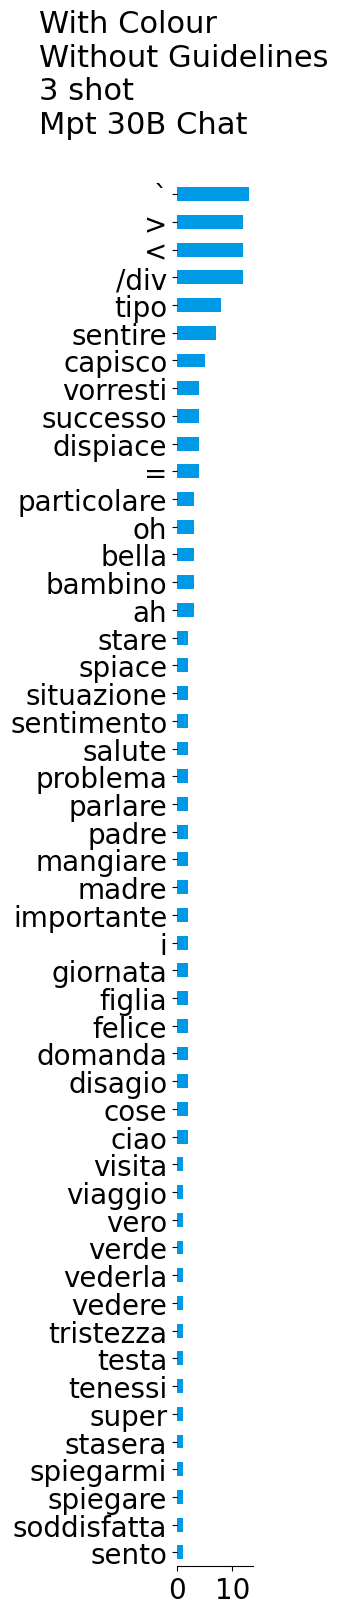 With Colour
Without Guidelines
3 shot
Mpt 30B Chat
`
>
<
/div
tipo
sentire
capisco
vorresti
successo
dispiace
=
particolare
oh
bella
bambino
ah
stare
spiace
situazione
sentimento
salute
problema
parlare
padre
mangiare
madre
importante
i
giornata
figlia
felice
domanda
disagio
cose
ciao
visita
viaggio
vero
verde
vederla
vedere
tristezza
testa
tenessi
super
stasera
spiegarmi
spiegare
soddisfatta
sento
0 10